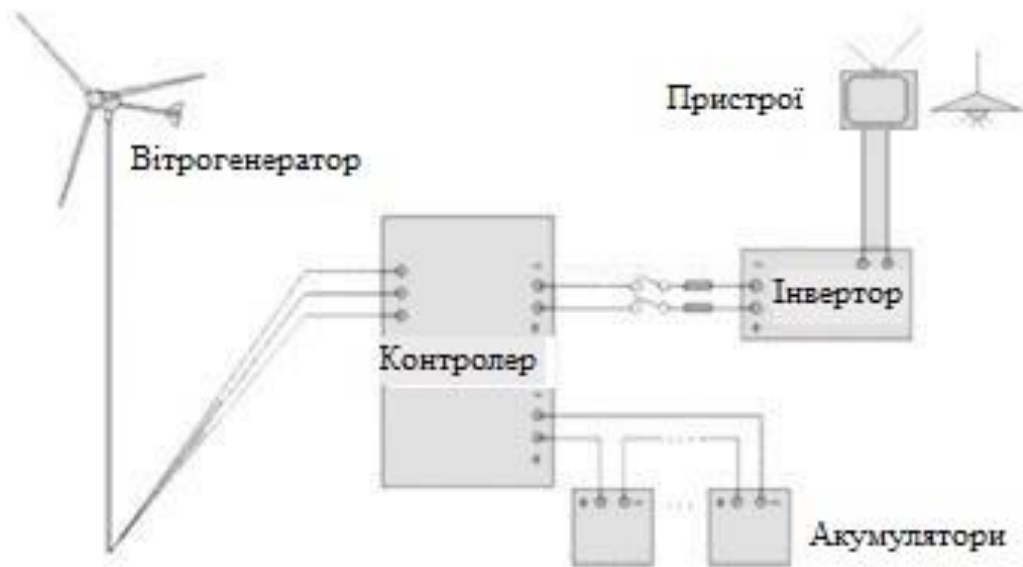 Пристрої
Вітрогенератор
Інвертор
Контролер
Акумулятори